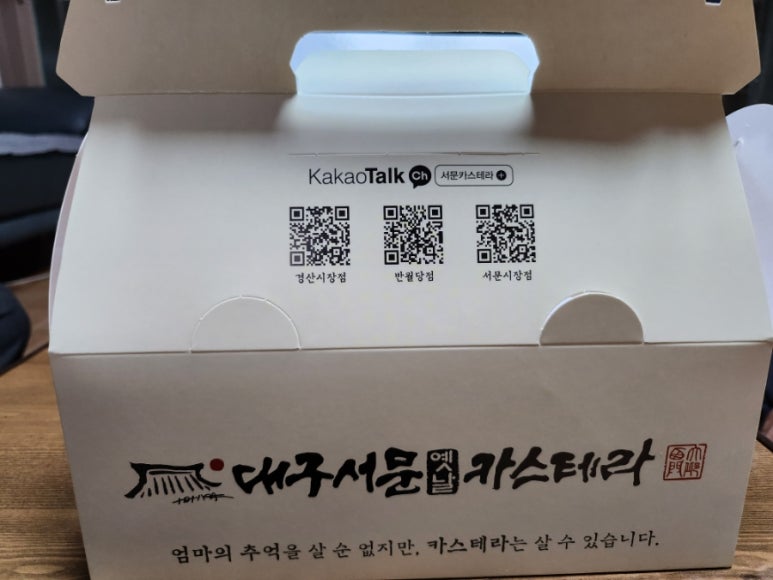 KakaoTalk Ch 서문카스테라 +
경산시장점 반월당점 서문시장점
대구서문 옛날 카스테라
엄마의 추억을 살 순 없지만, 카스테라는 살 수 있습니다.